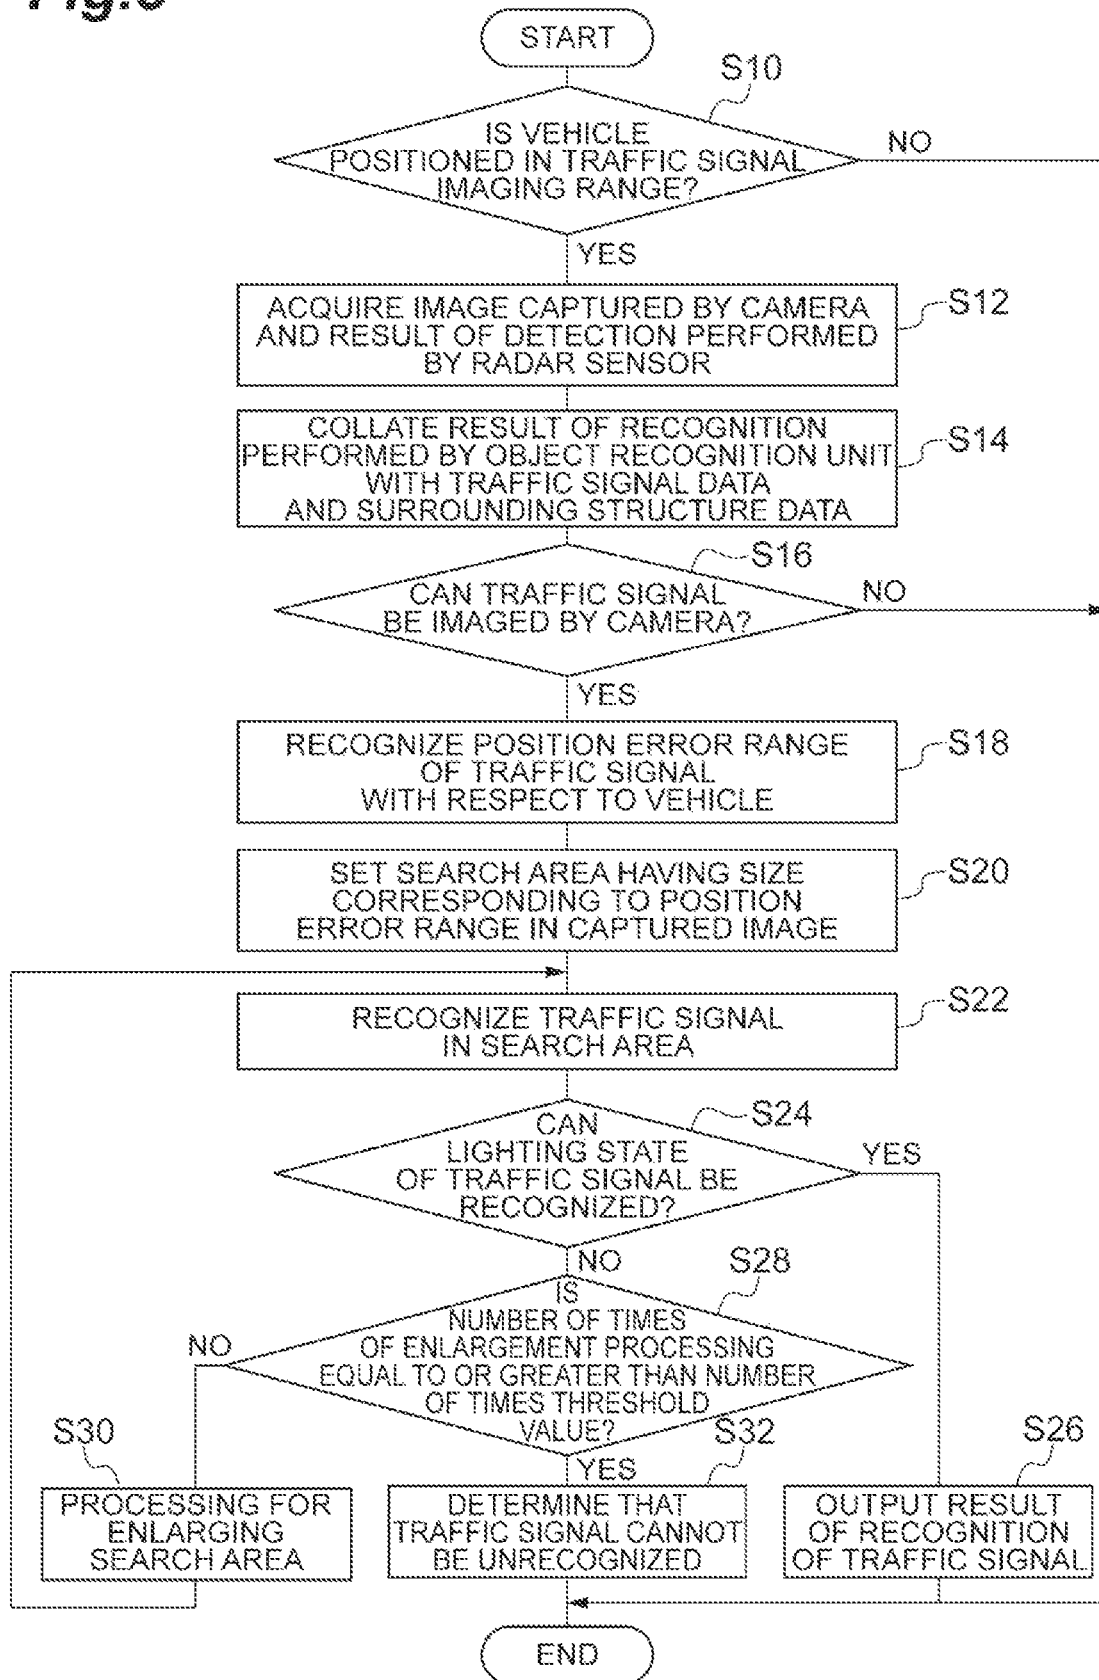 START
S10
IS VEHICLE
POSITIONED IN TRAFFIC SIGNAL
IMAGING RANGE?
NO
YES
ACQUIRE IMAGE CAPTURED BY CAMERA
AND RESULT OF DETECTION PERFORMED
BY RADAR SENSOR
S12
COLLATE RESULT OF RECOGNITION
PERFORMED BY OBJECT RECOGNITION UNIT
WITH TRAFFIC SIGNAL DATA
AND SURROUNDING STRUCTURE DATA
S14
S16
CAN TRAFFIC SIGNAL
BE IMAGED BY CAMERA?
NO
YES
RECOGNIZE POSITION ERROR RANGE
OF TRAFFIC SIGNAL
WITH RESPECT TO VEHICLE
S18
SET SEARCH AREA HAVING SIZE
CORRESPONDING TO POSITION
ERROR RANGE IN CAPTURED IMAGE
S20
RECOGNIZE TRAFFIC SIGNAL
IN SEARCH AREA
S22
S24
CAN
LIGHTING STATE
OF TRAFFIC SIGNAL BE
RECOGNIZED?
YES
NO
S28
IS
NUMBER OF TIMES
OF ENLARGEMENT PROCESSING
EQUAL TO OR GREATER THAN NUMBER
OF TIMES THRESHOLD
VALUE?
NO
YES
S30
PROCESSING FOR
ENLARGING
SEARCH AREA
S32
DETERMINE THAT
TRAFFIC SIGNAL CANNOT
BE UNRECOGNIZED
S26
OUTPUT RESULT
OF RECOGNITION
OF TRAFFIC SIGNAL
END